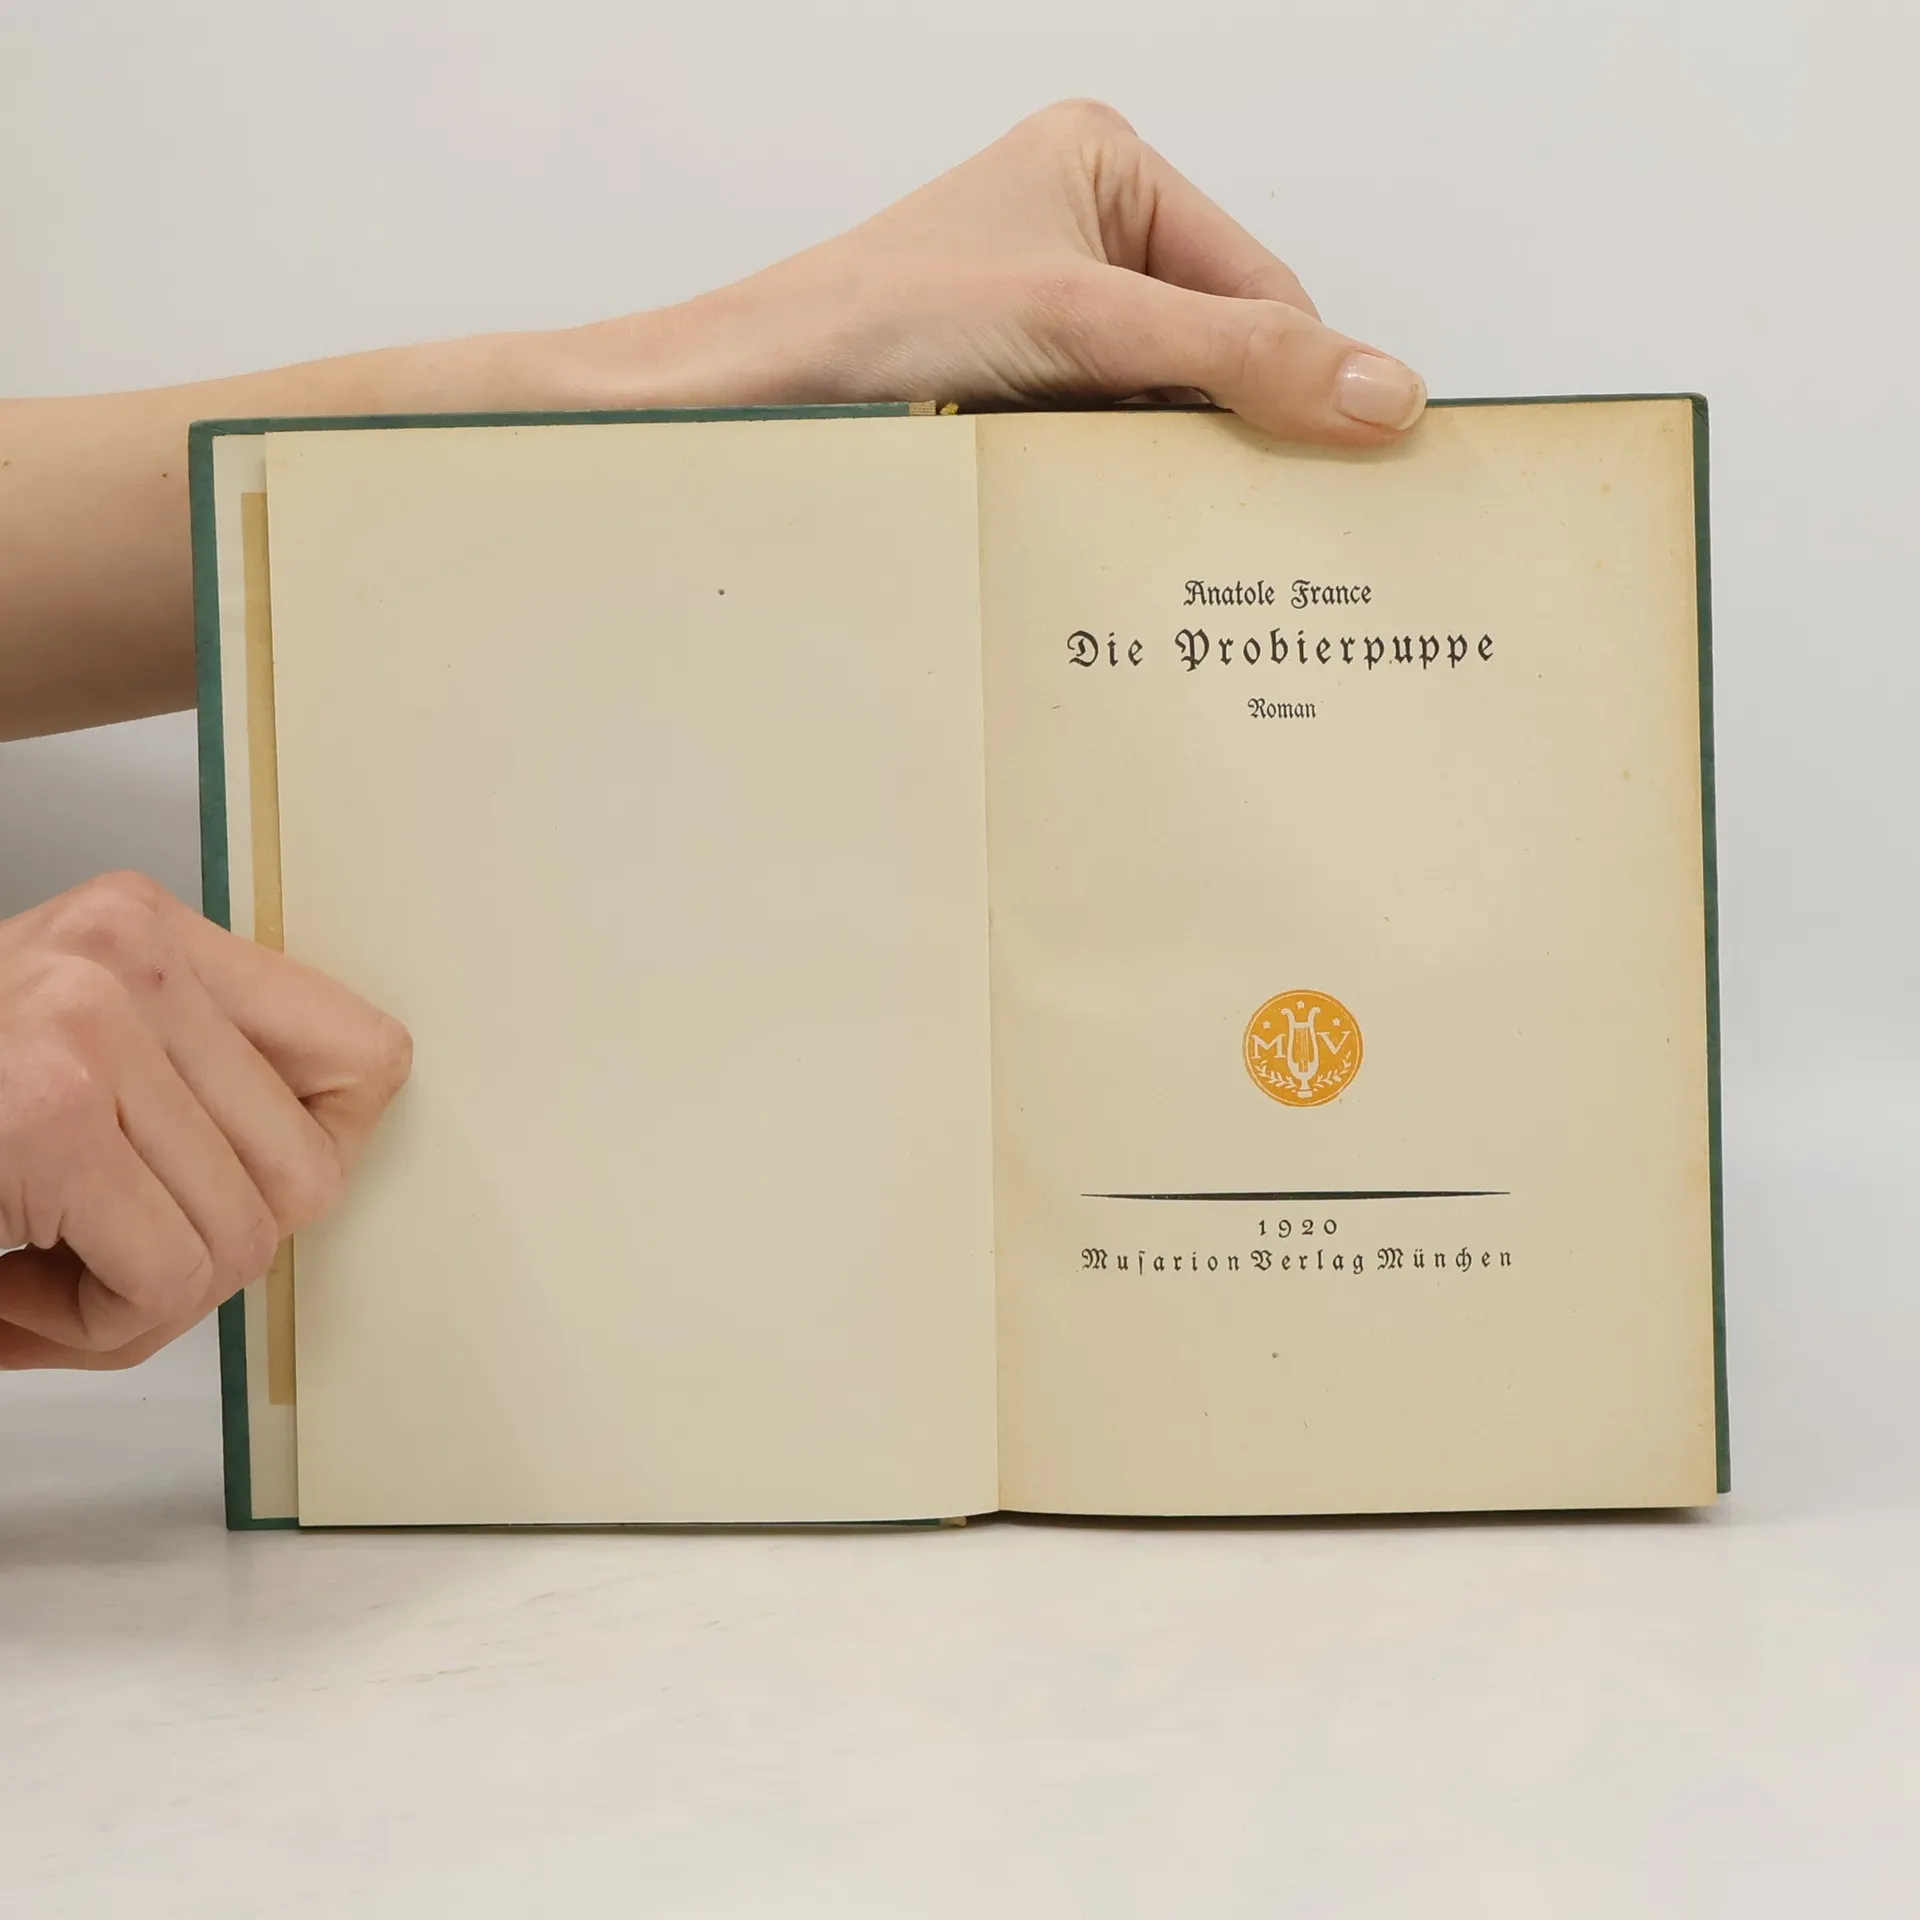 Anatole France
Die Probierpuppe
Roman
M V
1920
Muſarion Verlag München